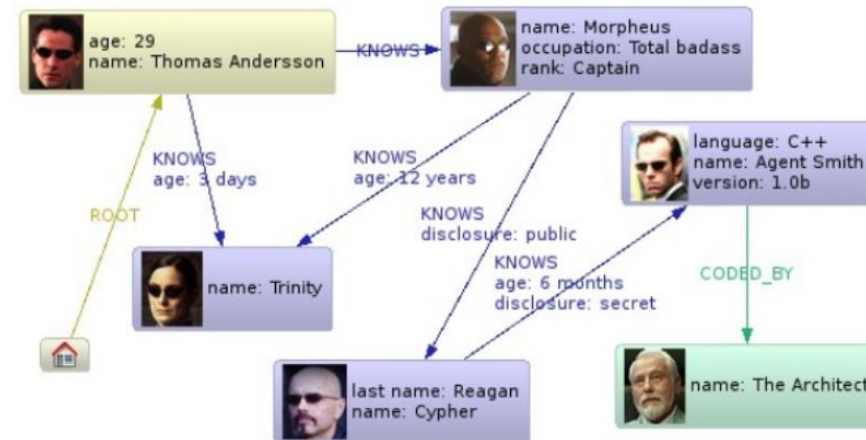 age: 29
name: Thomas Andersson
KNOWS
name: Morpheus
occupation: Total badass
rank: Captain
language: C++
name: Agent Smith
version: 1.0b
KNOWS
age: 3 days
KNOWS
age: 12 years
ROOT
KNOWS
disclosure: public
KNOWS
age: 6 months
disclosure: secret
CODED_BY
name: Trinity
last name: Reagan
name: Cypher
name: The Architect